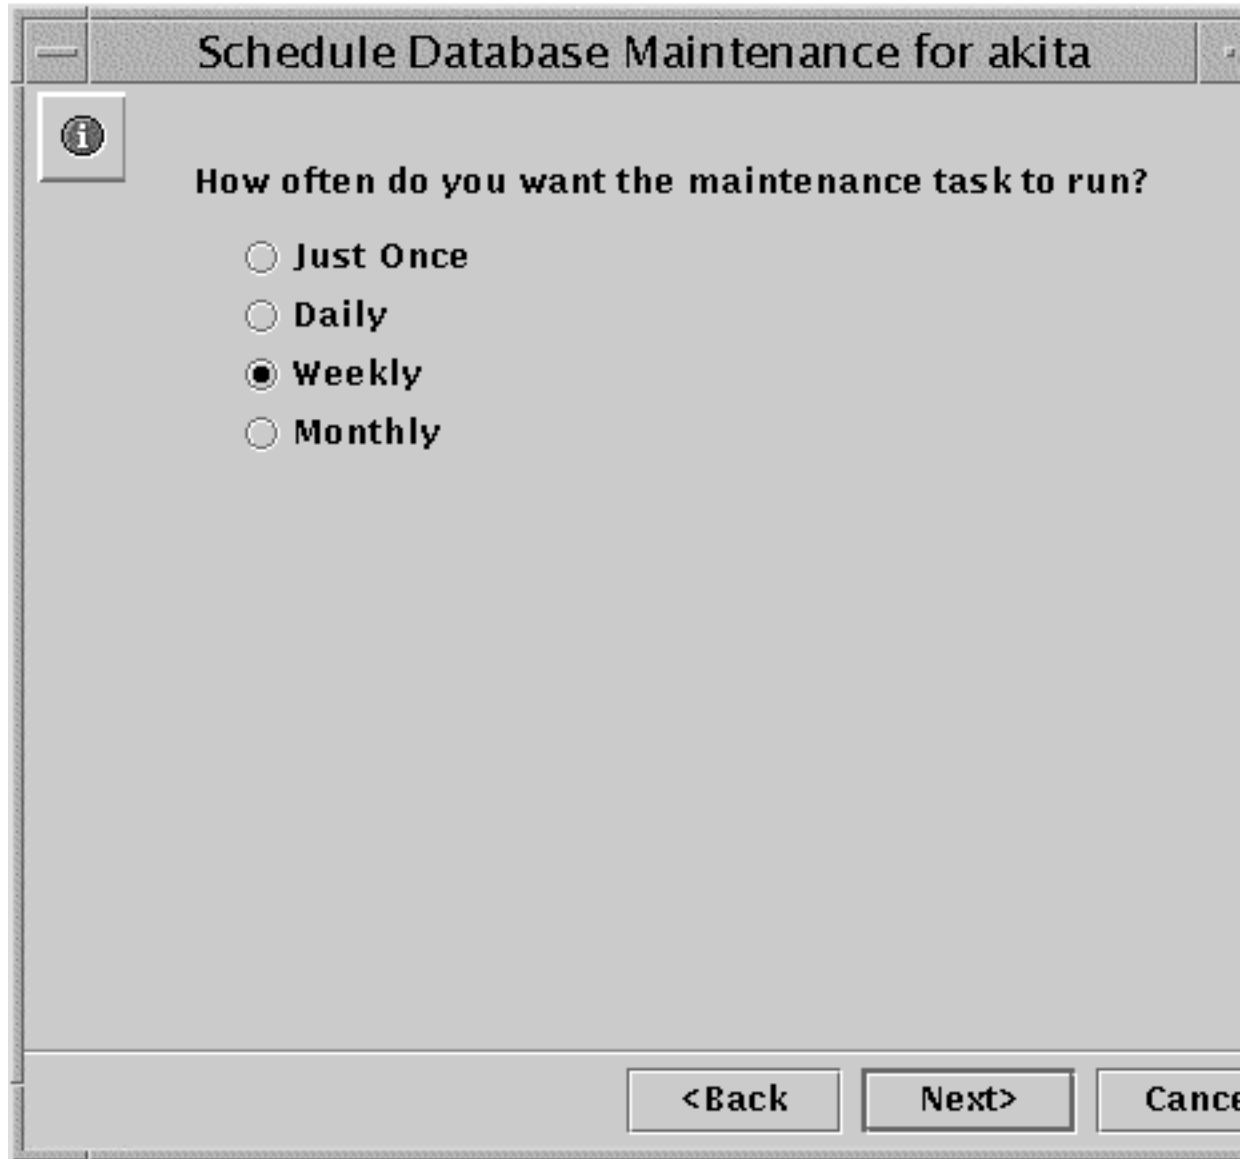 Schedule Database Maintenance for akita
How often do you want the maintenance task to run?
Just Once
Daily
Weekly
Monthly
<Back Next> Cance